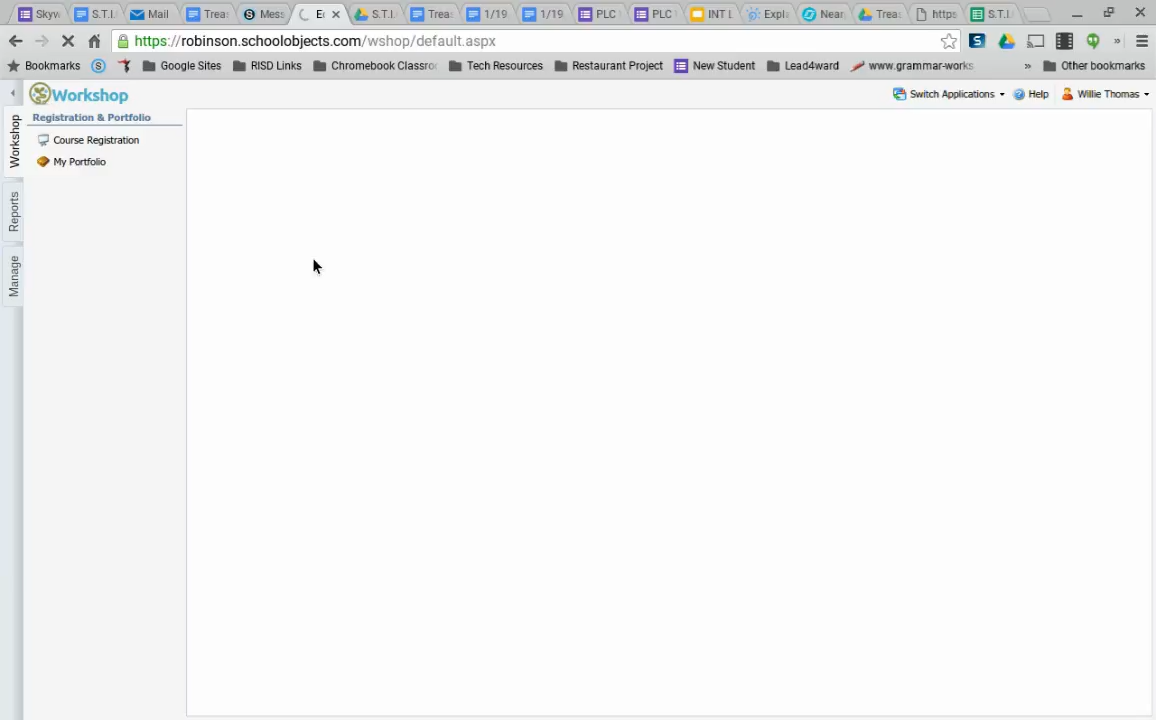 Skyw
S.T.I.
Mail
Trea
Mess
S.T.I.
Trea
1/19
1/19
PLC
PLC
INT L
Expl
Near
Trea
https
S.T.I.
https://robinson.schoolobjects.com/wshop/default.aspx
Bookmarks
Google Sites
RISD Links
Chromebook Classro
Tech Resources
Restaurant Project
New Student
Lead4ward
www.grammar-works
»
Other bookmarks
Workshop
Switch Applications
Help
Willie Thomas
Registration & Portfolio
Course Registration
My Portfolio
Workshop
Reports
Manage